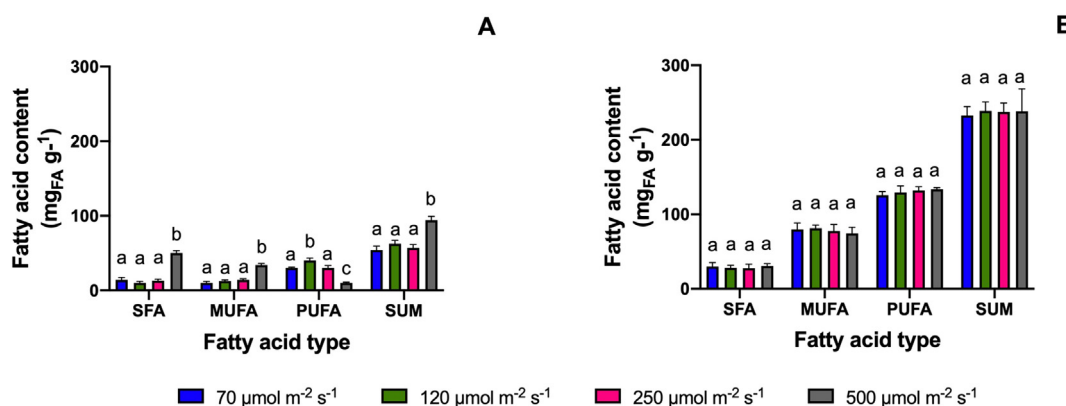 A
Fatty acid content
(mg_FA g-1)
300
200
100
0
a a a b
a a a b
a b a c
a a a b
SFA MUFA PUFA SUM
Fatty acid type
Fatty acid content
(mg_FA g-1)
300
200
100
0
a a a a
a a a a
a a a a
a a a a
SFA MUFA PUFA SUM
Fatty acid type
70 µmol m⁻² s⁻¹ 120 µmol m⁻² s⁻¹ 250 µmol m⁻² s⁻¹ 500 µmol m⁻² s⁻¹